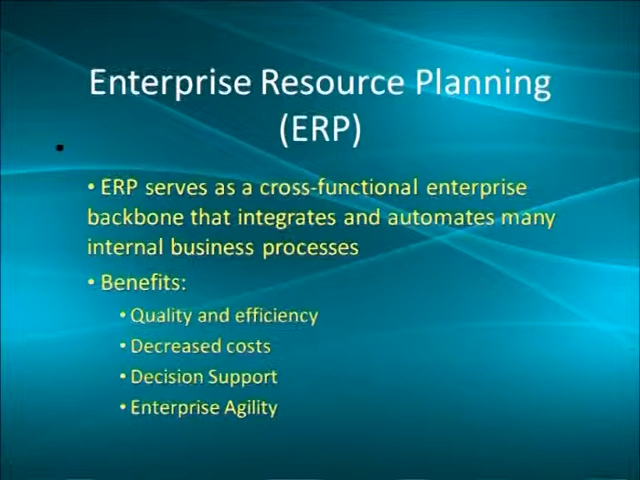 Enterprise Resource Planning
(ERP)
• ERP serves as a cross-functional enterprise
backbone that integrates and automates many
internal business processes
• Benefits:
• Quality and efficiency
• Decreased costs
• Decision Support
• Enterprise Agility